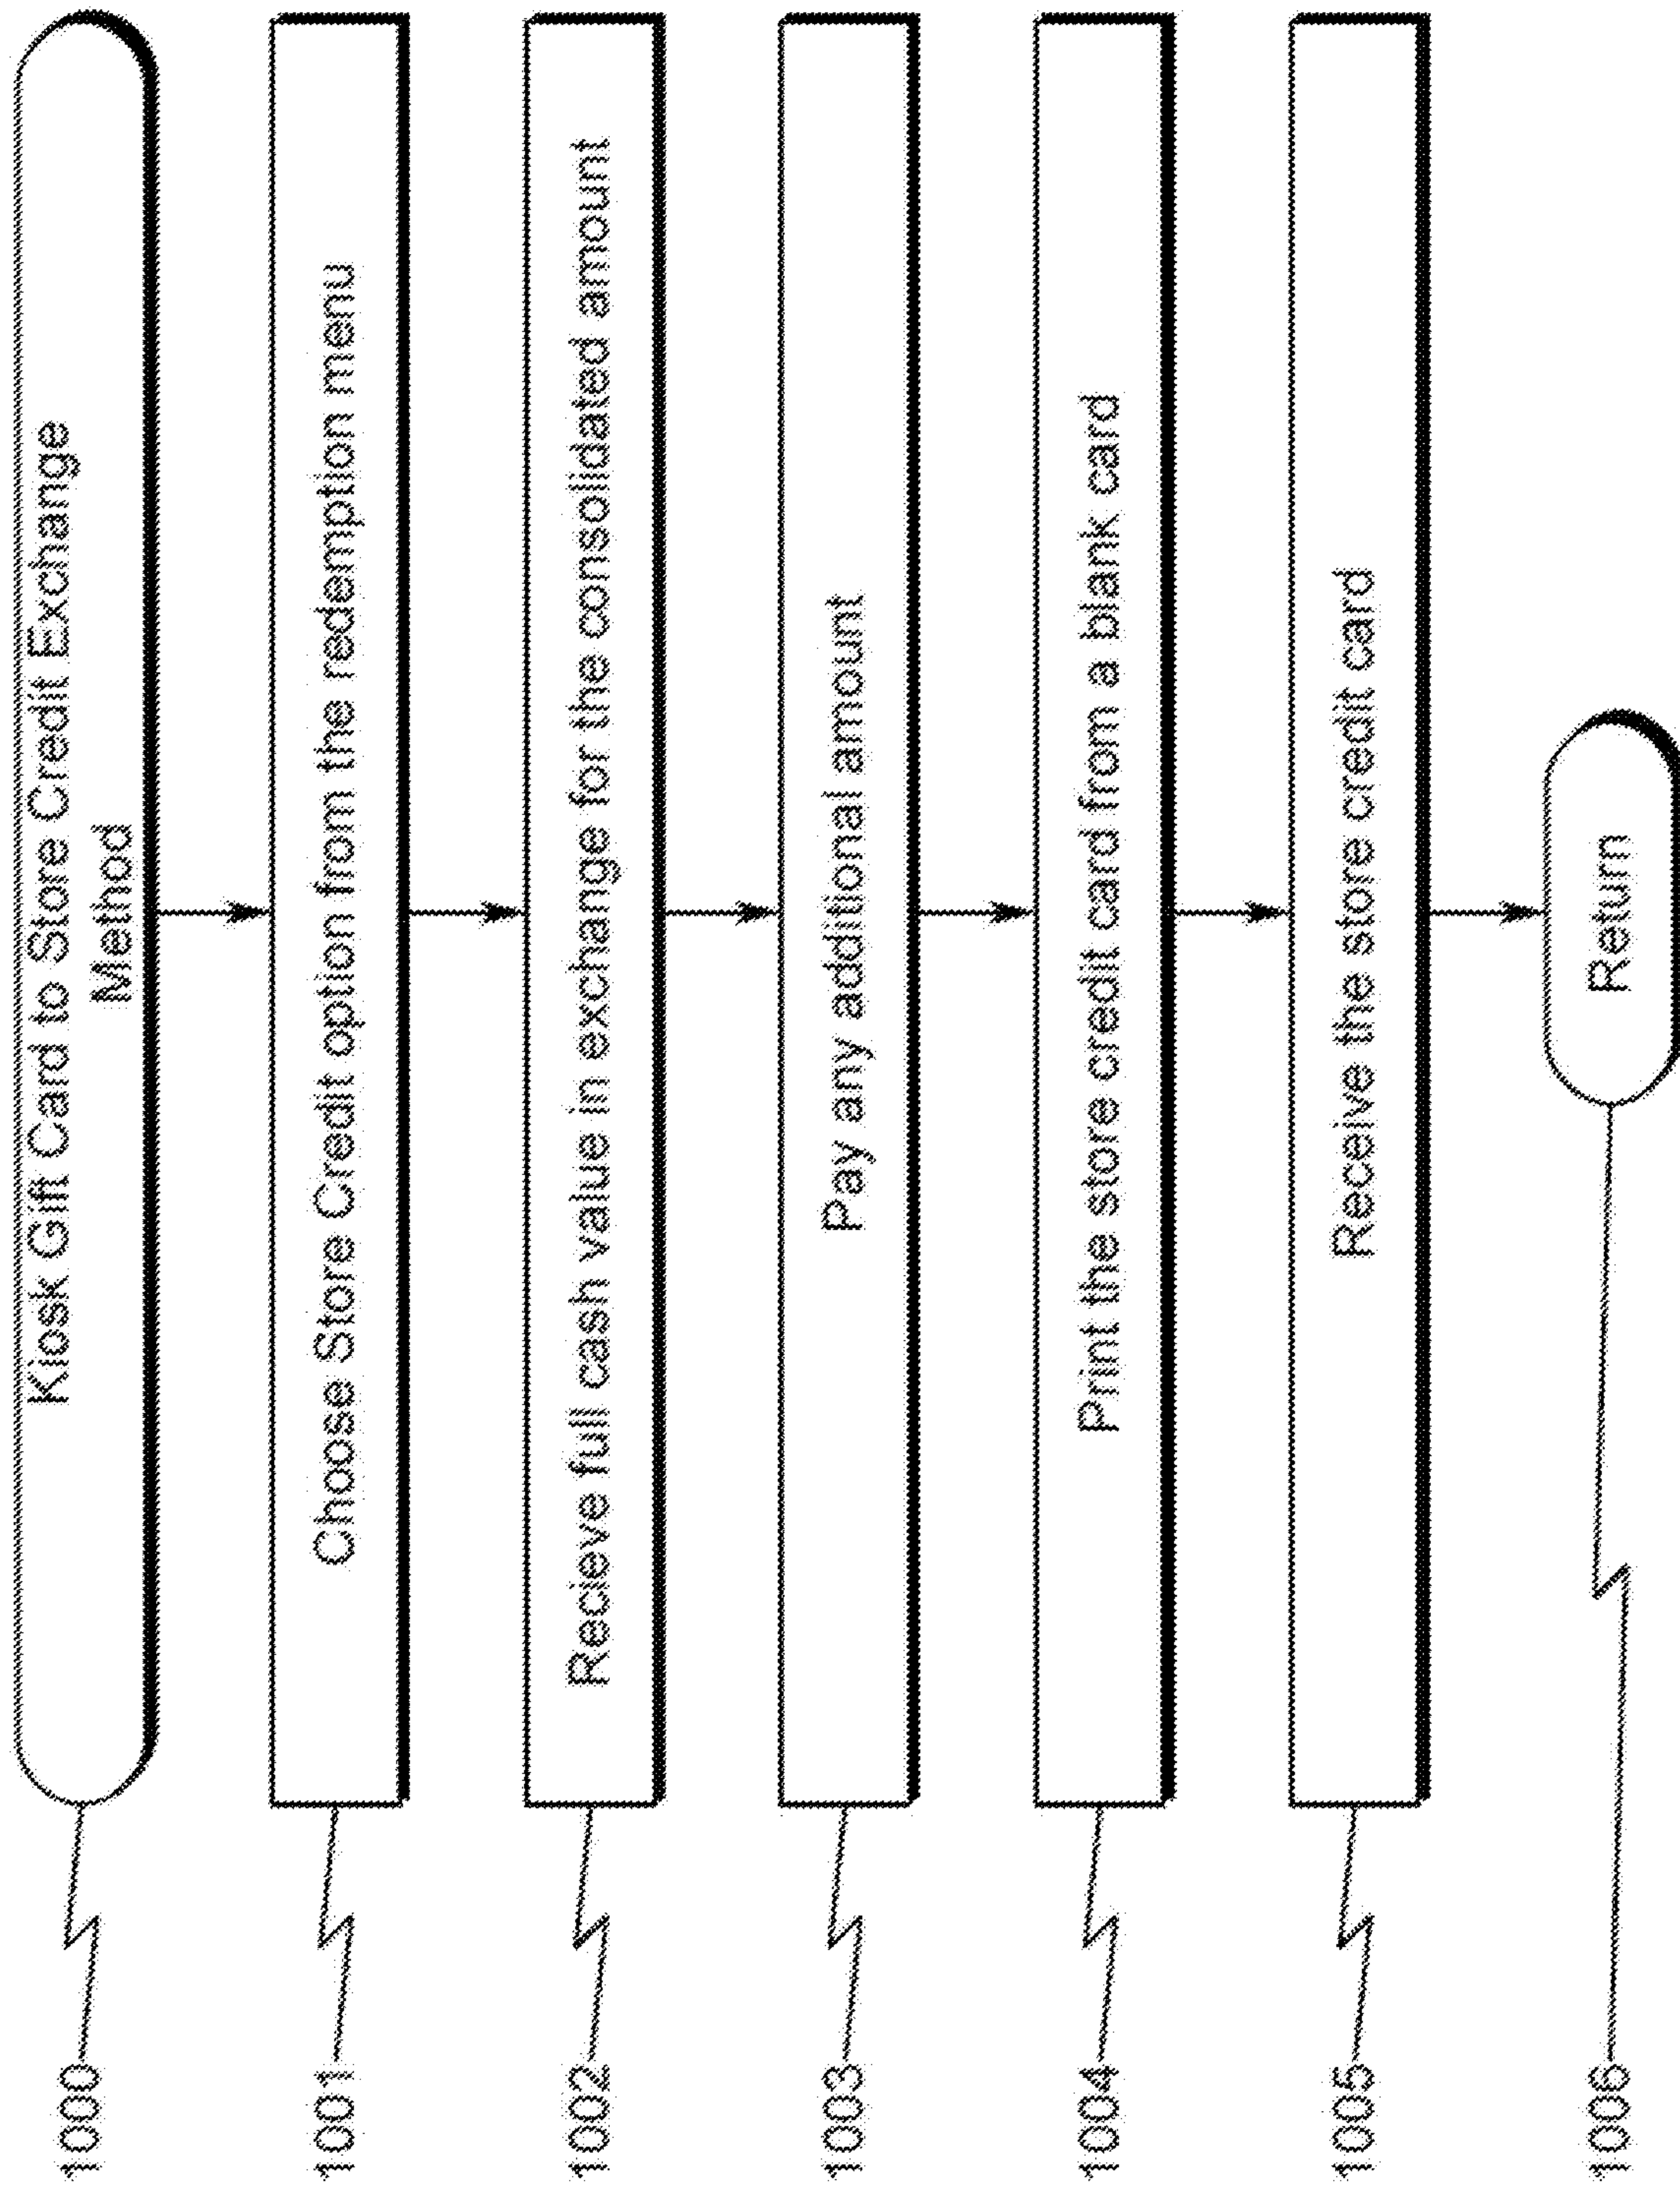 1000
Kiosk Gift Card to Store Credit Exchange
Method
1001
Choose Store Credit option from the redemption menu
1002
Recieve full cash value in exchange for the consolidated amount
1003
Pay any additional amount
1004
Print the store credit card from a blank card
1005
Receive the store credit card
1006
Return